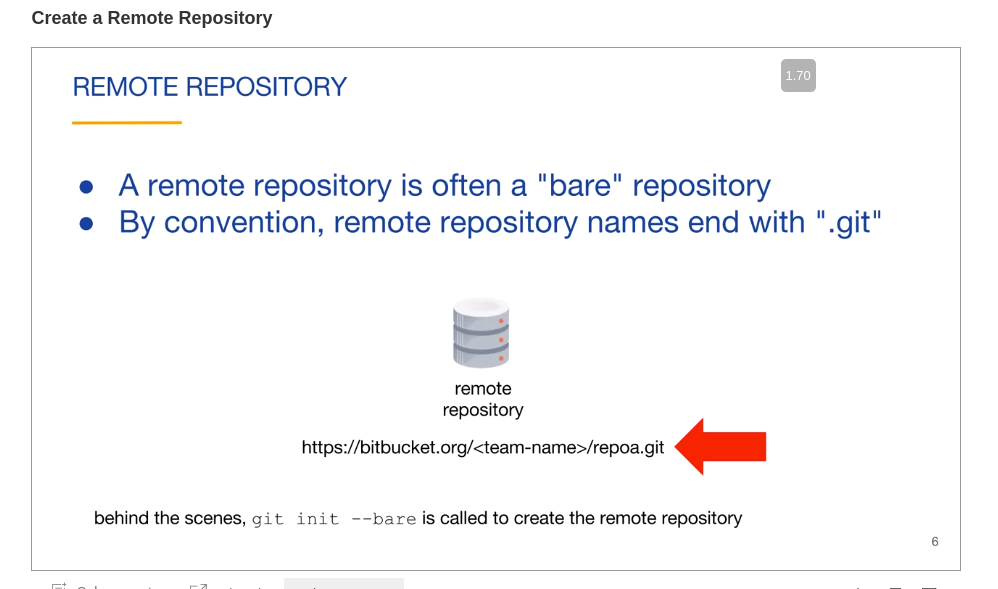 Create a Remote Repository
REMOTE REPOSITORY
1.70
● A remote repository is often a "bare" repository
● By convention, remote repository names end with ".git"
remote
repository
https://bitbucket.org/<team-name>/repoa.git
behind the scenes, git init --bare is called to create the remote repository
6